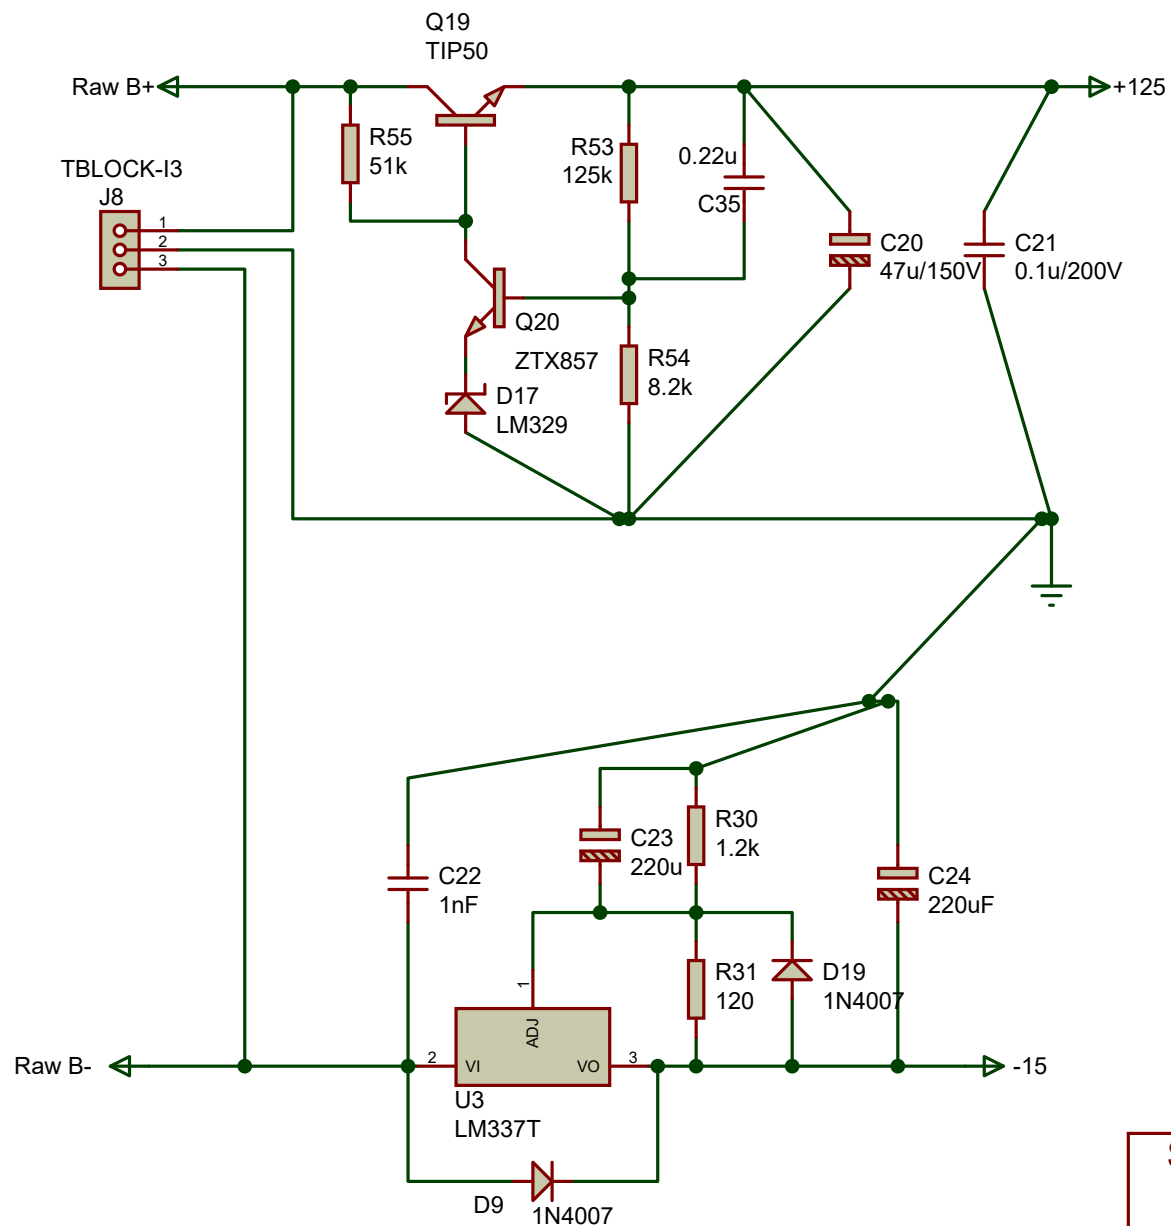 Q19
TIP50
Raw B+
+125
R55
51k
R53
125k
0.22u
C35
TBLOCK-I3
J8
1
2
3
C20
47u/150V
C21
0.1u/200V
Q20
ZTX857
R54
8.2k
D17
LM329
C23
220u
R30
1.2k
C22
1nF
C24
220uF
R31
120
D19
1N4007
1
ADJ
Raw B-
2
VI
VO
3
-15
U3
LM337T
D9
1N4007